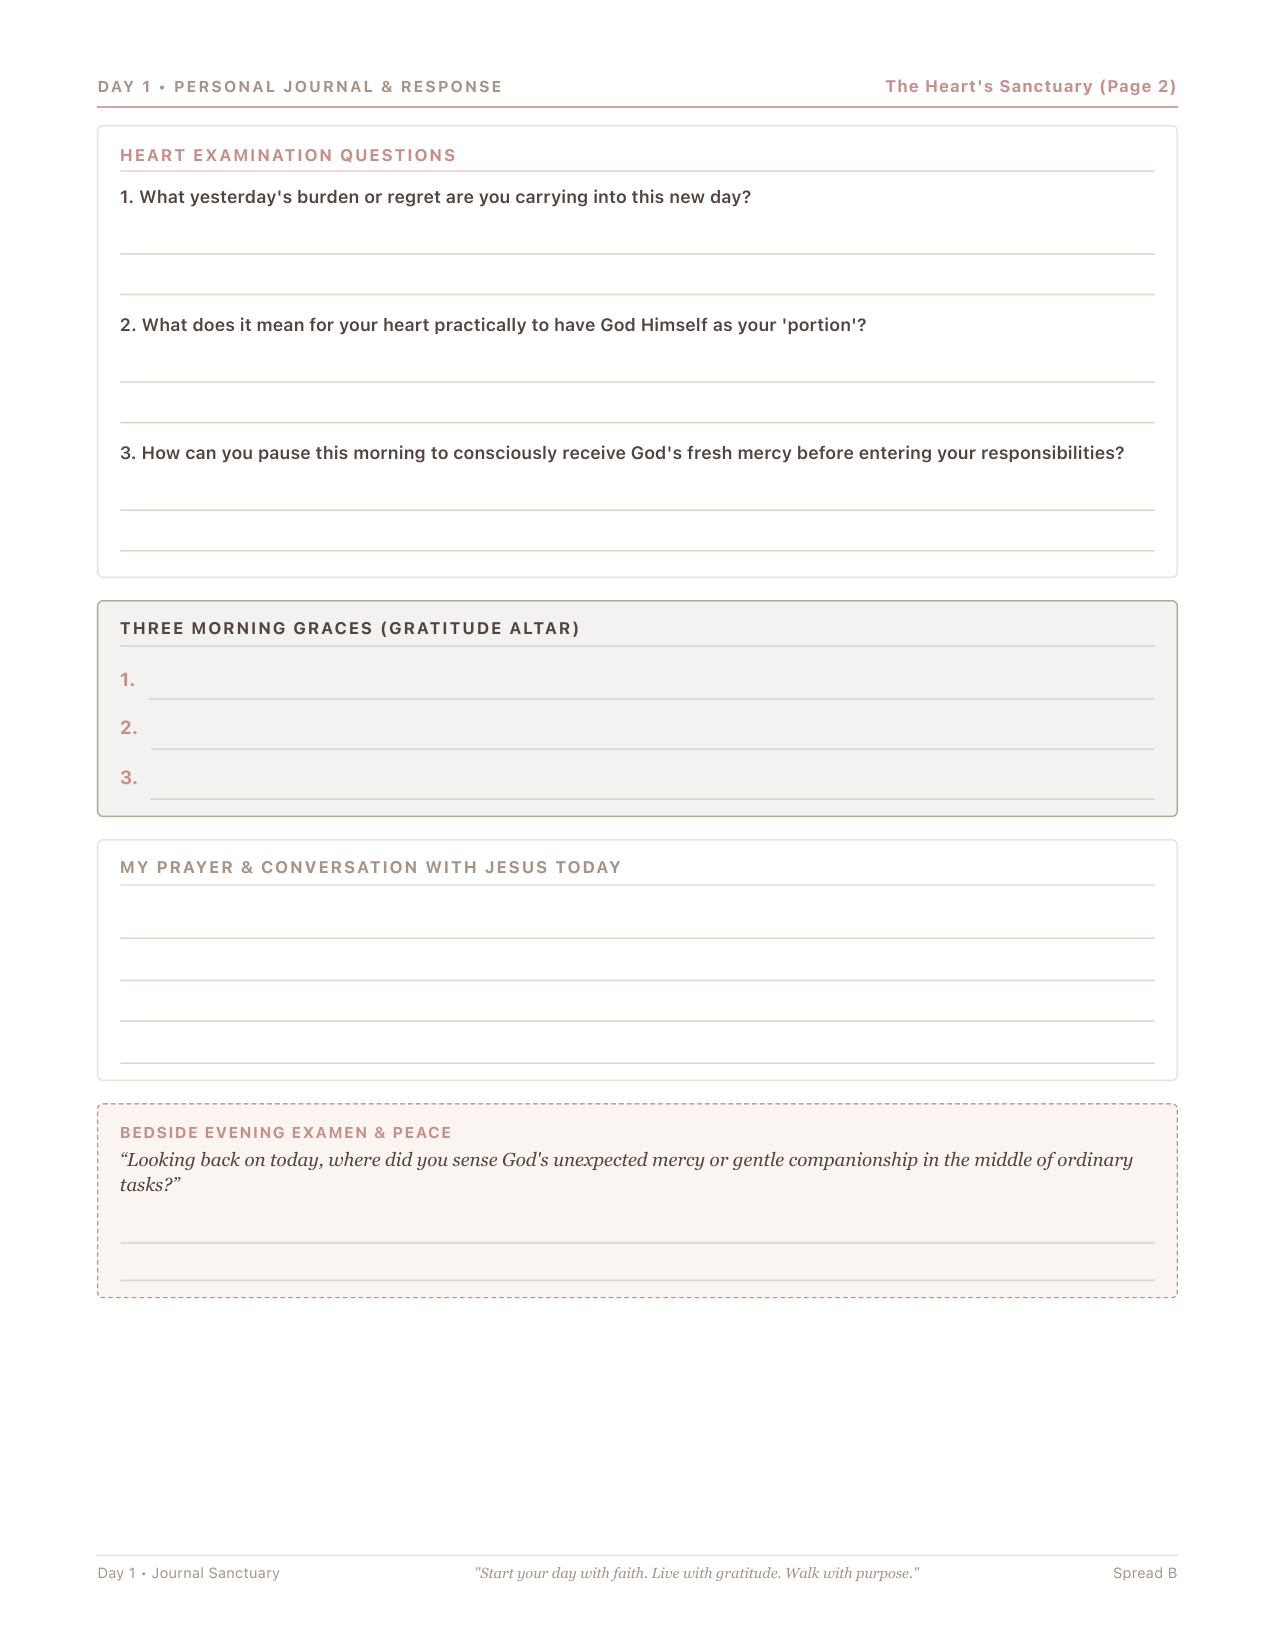 DAY 1 • PERSONAL JOURNAL & RESPONSE
The Heart's Sanctuary (Page 2)
HEART EXAMINATION QUESTIONS
1. What yesterday's burden or regret are you carrying into this new day?
2. What does it mean for your heart practically to have God Himself as your 'portion'?
3. How can you pause this morning to consciously receive God's fresh mercy before entering your responsibilities?
THREE MORNING GRACES (GRATITUDE ALTAR)
1.
2.
3.
MY PRAYER & CONVERSATION WITH JESUS TODAY
BEDSIDE EVENING EXAMEN & PEACE
“Looking back on today, where did you sense God's unexpected mercy or gentle companionship in the middle of ordinary
tasks?”
Day 1 • Journal Sanctuary
"Start your day with faith. Live with gratitude. Walk with purpose."
Spread B